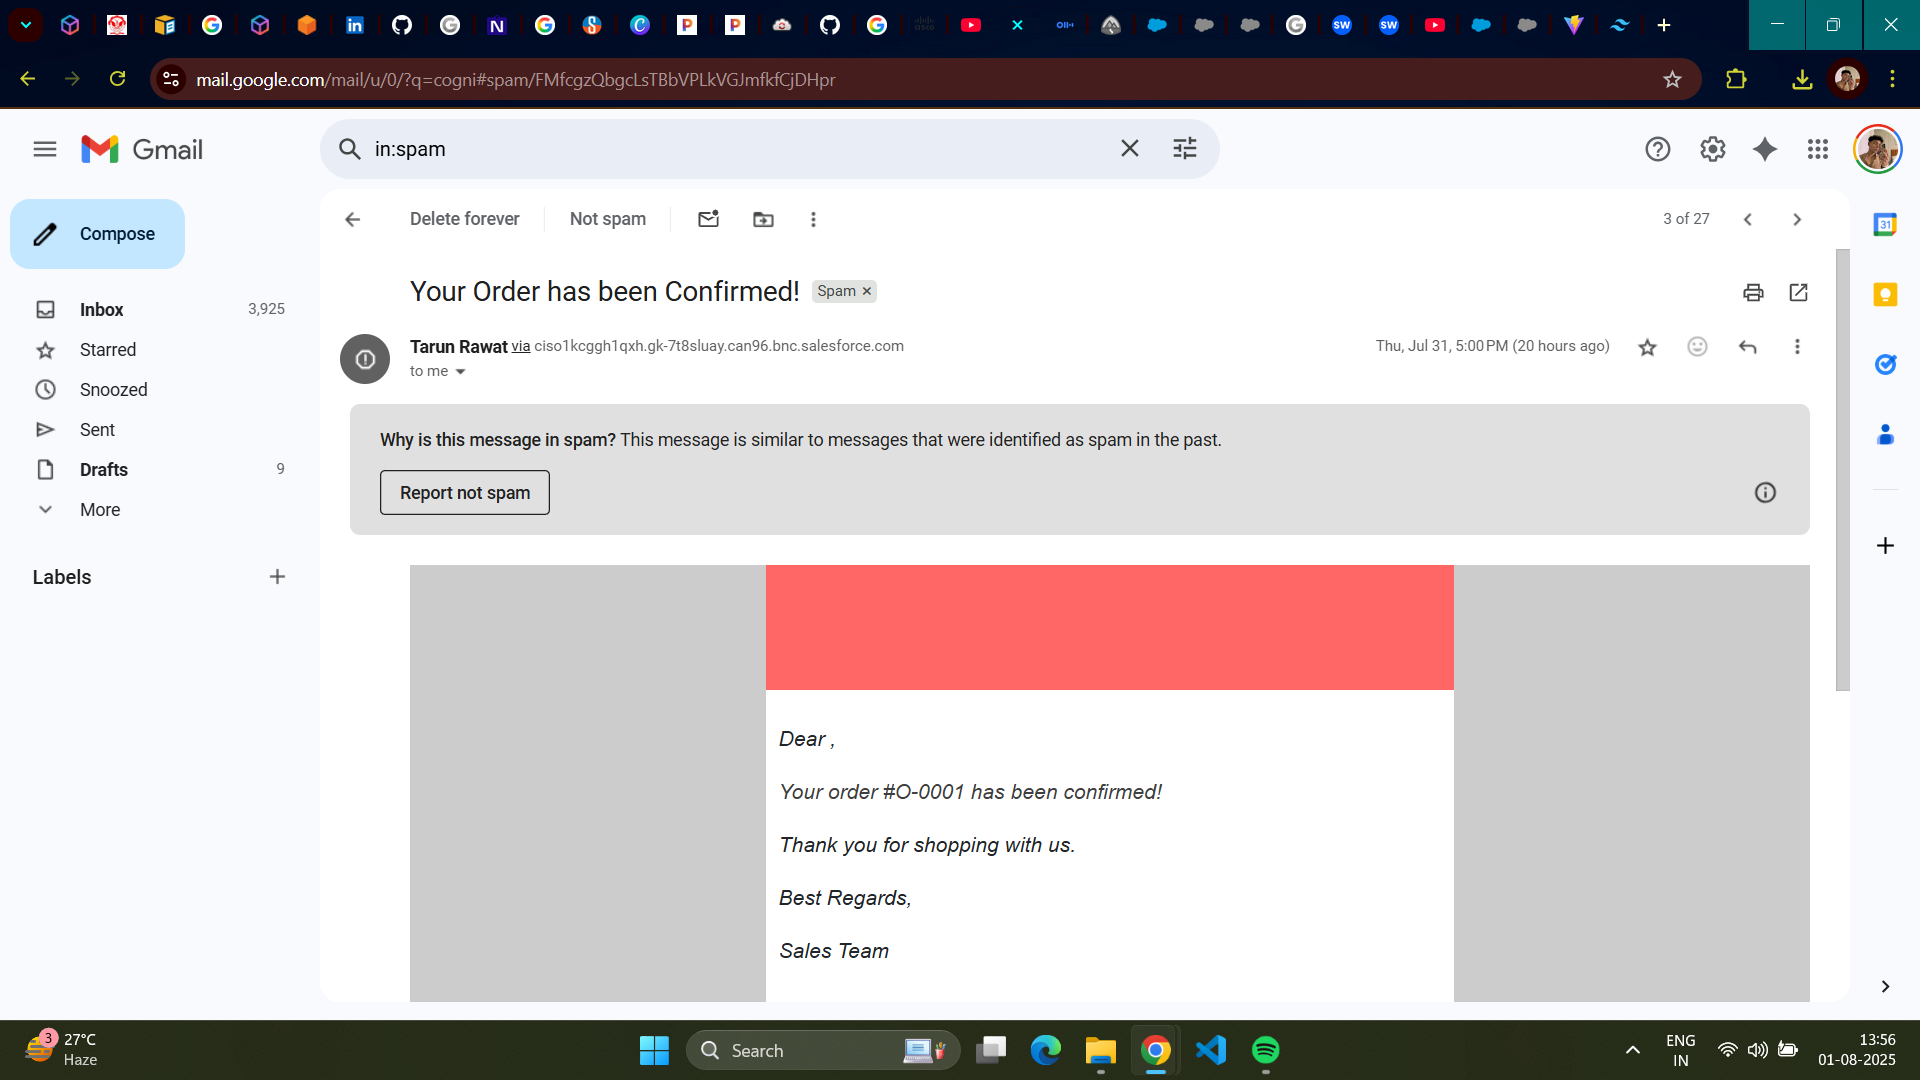 mail.google.com/mail/u/0/?q=cogni#spam/FMfcgzQbgcLsTBbVPLkVGJmfkfCjDHpr
Gmail
in:spam
Compose
Delete forever
Not spam
3 of 27
Inbox 3,925
Starred
Snoozed
Sent
Drafts 9
More
Labels
Your Order has been Confirmed!
Spam
Tarun Rawat via ciso1kcggh1qxh.gk-7t8sluay.can96.bnc.salesforce.com
Thu, Jul 31, 5:00 PM (20 hours ago)
to me
Why is this message in spam? This message is similar to messages that were identified as spam in the past.
Report not spam
Dear ,
Your order #O-0001 has been confirmed!
Thank you for shopping with us.
Best Regards,
Sales Team
31
3
27°C
Haze
Search
ENG
IN
13:56
01-08-2025